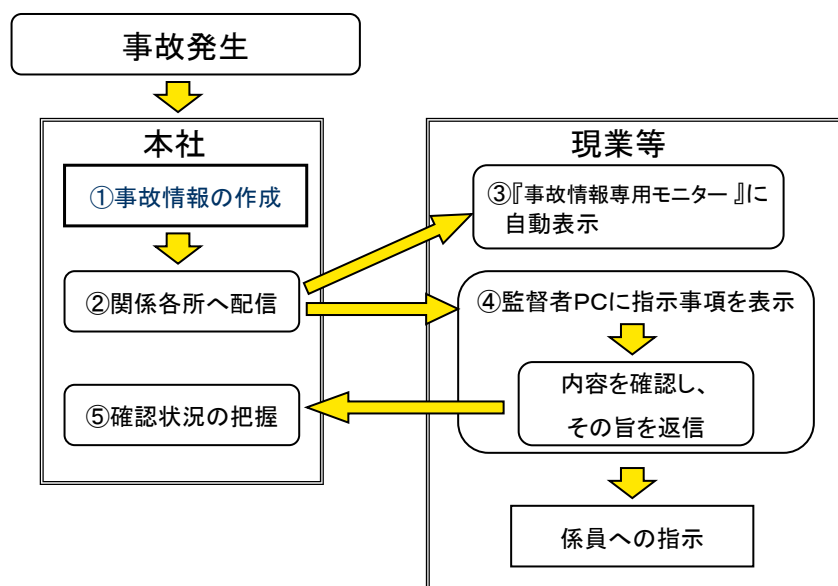 事故発生
本社
①事故情報の作成
②関係各所へ配信
⑤確認状況の把握
現業等
③『事故情報専用モニター 』に
自動表示
④監督者PCに指示事項を表示
内容を確認し、
その旨を返信
係員への指示